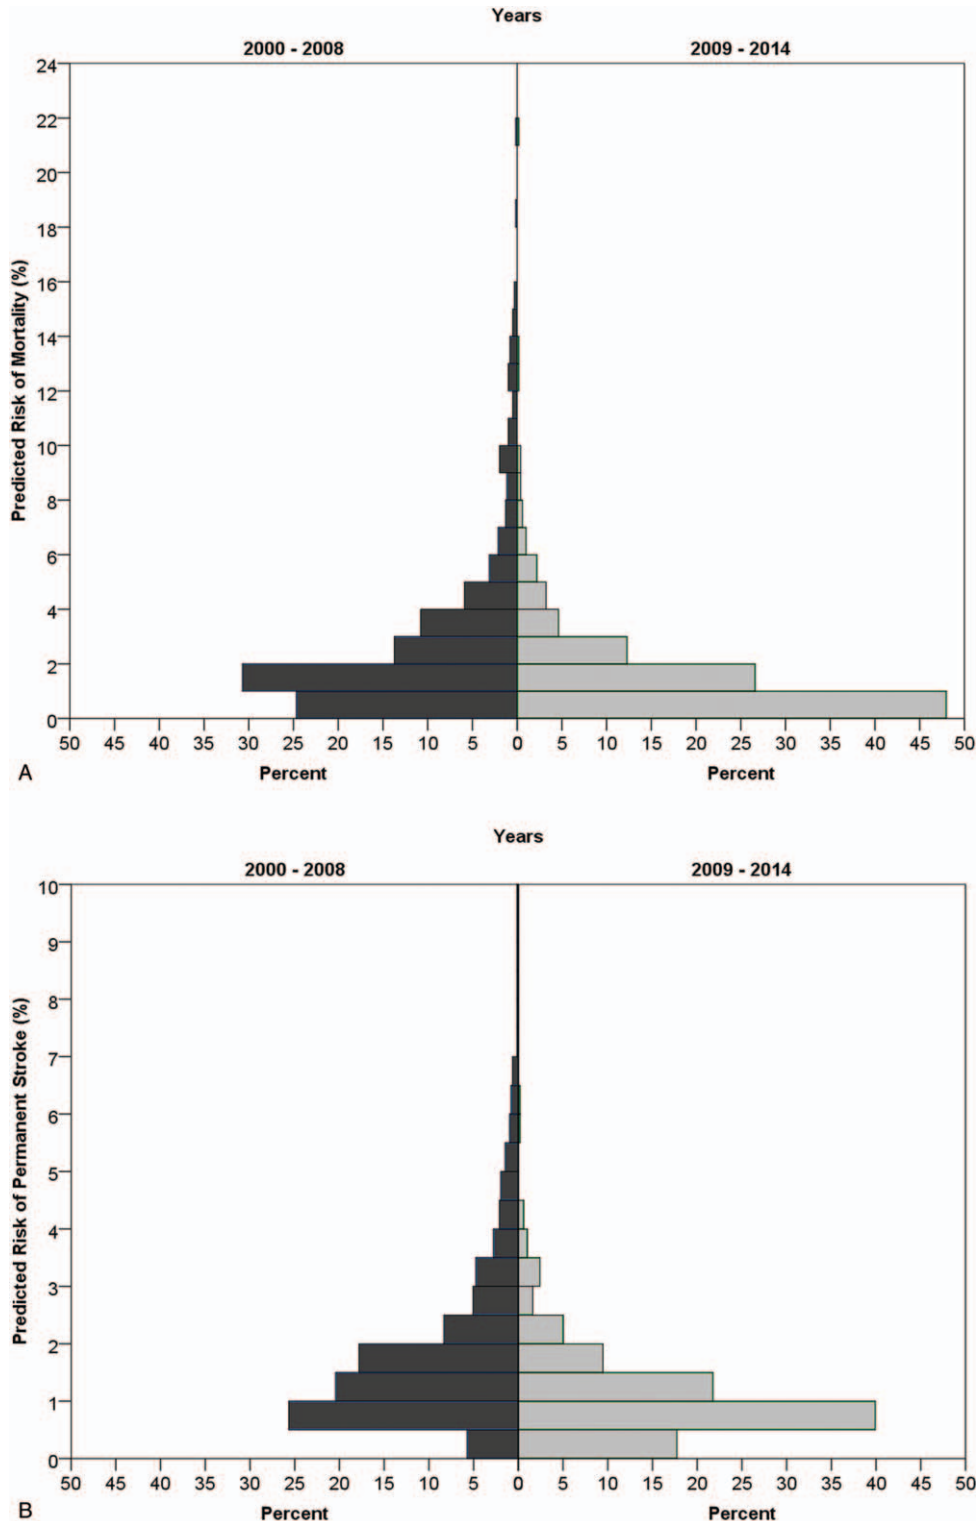 Years
2000 - 2008 2009 - 2014
24
22
20
18
16
14
12
10
8
6
4
2
0
Predicted Risk of Mortality (%)
50 45 40 35 30 25 20 15 10 5 0 5 10 15 20 25 30 35 40 45 50
A Percent Percent
Years
2000 - 2008 2009 - 2014
10
9
8
7
6
5
4
3
2
1
0
Predicted Risk of Permanent Stroke (%)
50 45 40 35 30 25 20 15 10 5 0 5 10 15 20 25 30 35 40 45 50
B Percent Percent